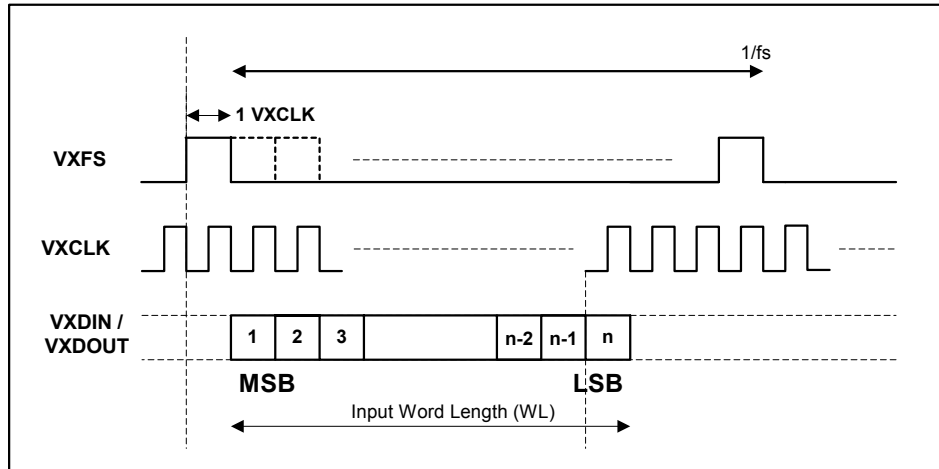 1/fs
1 VXCLK
VXFS
VXCLK
VXDIN /
VXDOUT
1 2 3 n-2 n-1 n
MSB LSB
Input Word Length (WL)